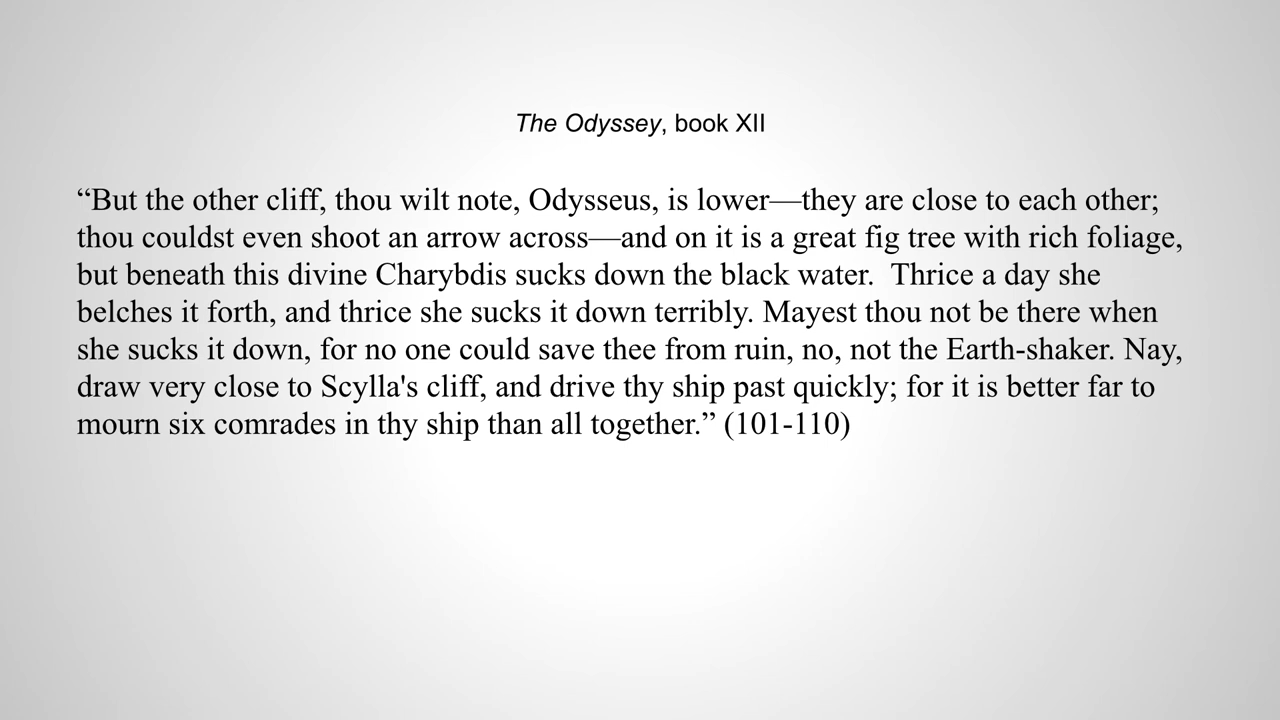 The Odyssey, book XII
“But the other cliff, thou wilt note, Odysseus, is lower—they are close to each other;
thou couldst even shoot an arrow across—and on it is a great fig tree with rich foliage,
but beneath this divine Charybdis sucks down the black water.  Thrice a day she
belches it forth, and thrice she sucks it down terribly. Mayest thou not be there when
she sucks it down, for no one could save thee from ruin, no, not the Earth-shaker. Nay,
draw very close to Scylla's cliff, and drive thy ship past quickly; for it is better far to
mourn six comrades in thy ship than all together.” (101-110)